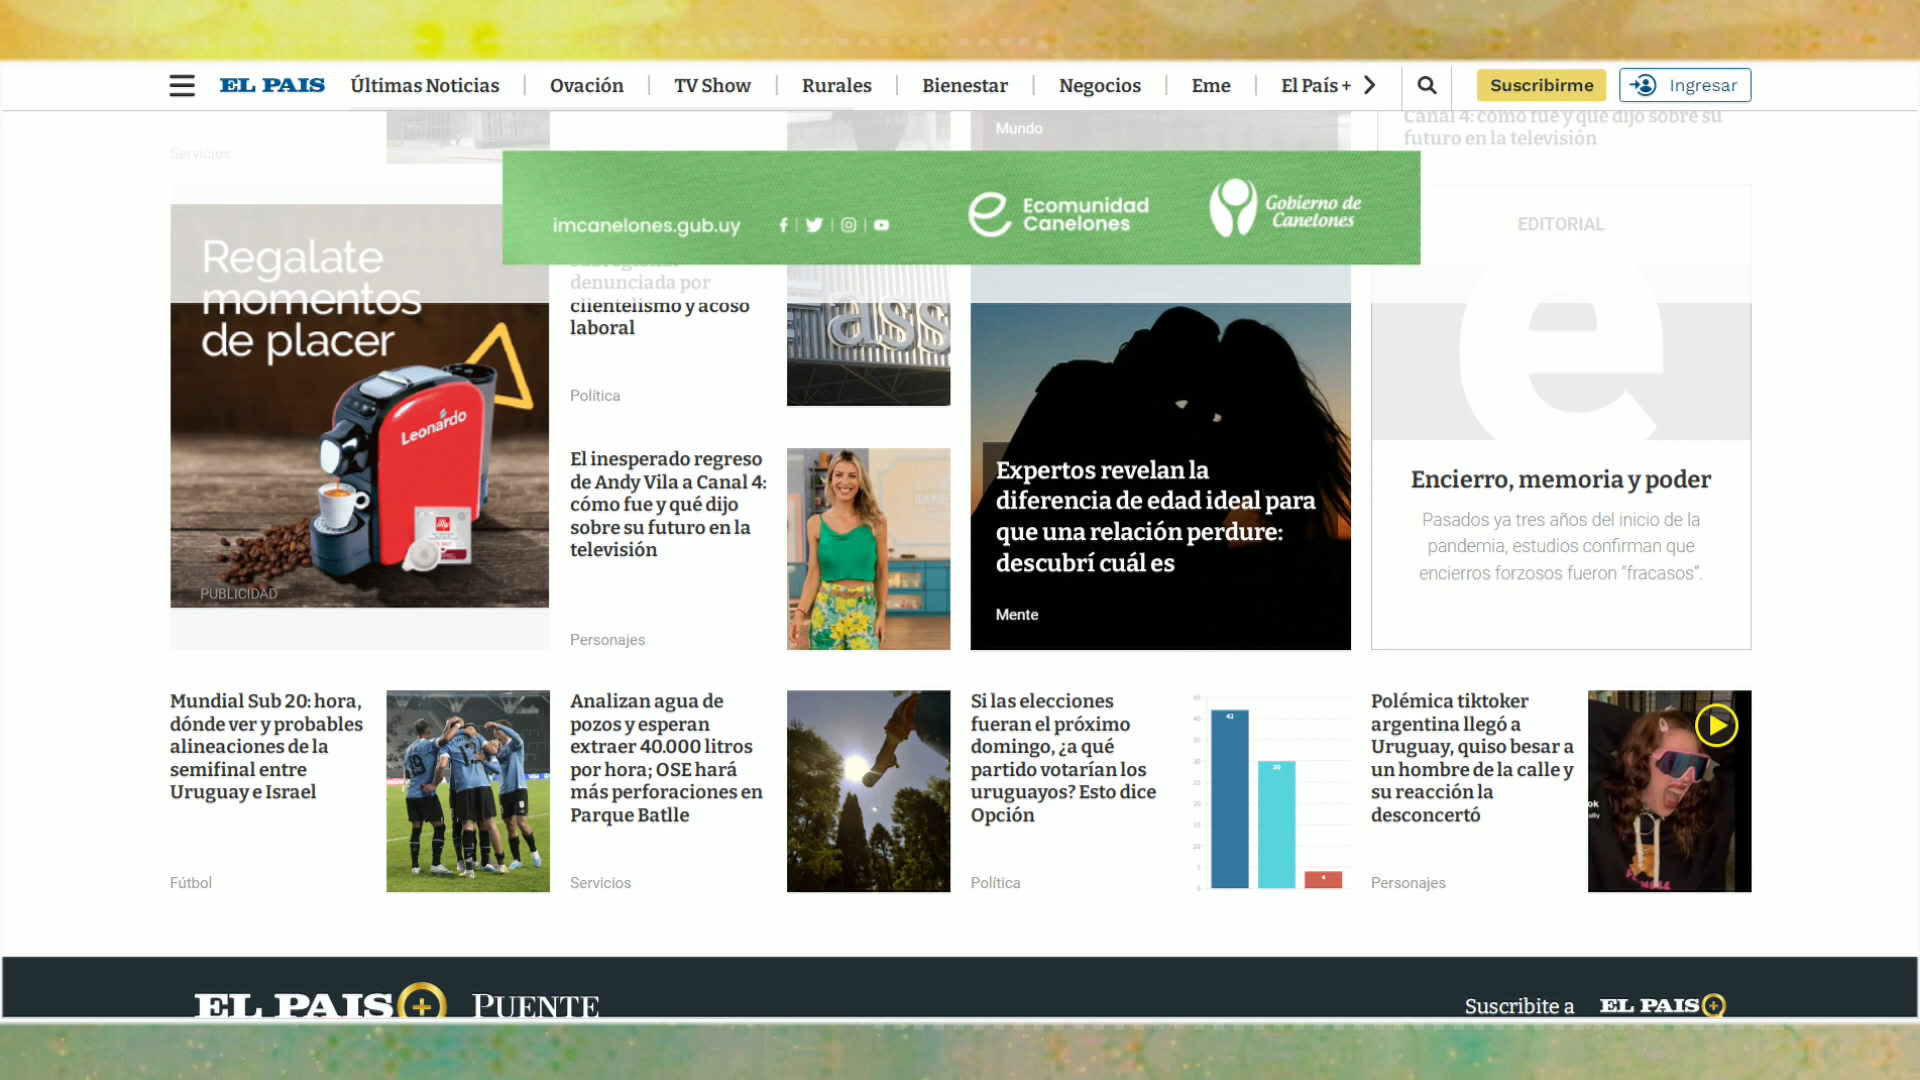 EL PAIS
Últimas Noticias
Ovación
TV Show
Rurales
Bienestar
Negocios
Eme
El País +
Suscribirme
Ingresar
Servicios
Mundo
Canal 4: cómo fue y qué dijo sobre su
futuro en la televisión
imcanelones.gub.uy
Ecomunidad
Canelones
Gobierno de
Canelones
Regalate
momentos
de placer
Leonardo
illy
PUBLICIDAD
denunciada por
clientelismo y acoso
laboral
Política
ass
El inesperado regreso
de Andy Vila a Canal 4:
cómo fue y qué dijo
sobre su futuro en la
televisión
Personajes
Expertos revelan la
diferencia de edad ideal para
que una relación perdure:
descubrí cuál es
Mente
EDITORIAL
e
Encierro, memoria y poder
Pasados ya tres años del inicio de la
pandemia, estudios confirman que
encierros forzosos fueron “fracasos”.
Mundial Sub 20: hora,
dónde ver y probables
alineaciones de la
semifinal entre
Uruguay e Israel
Fútbol
Analizan agua de
pozos y esperan
extraer 40.000 litros
por hora; OSE hará
más perforaciones en
Parque Batlle
Servicios
Si las elecciones
fueran el próximo
domingo, ¿a qué
partido votarían los
uruguayos? Esto dice
Opción
Política
42
30
4
Polémica tiktoker
argentina llegó a
Uruguay, quiso besar a
un hombre de la calle y
su reacción la
desconcertó
Personajes
EL PAIS +
PUENTE
Suscribite a
EL PAIS +